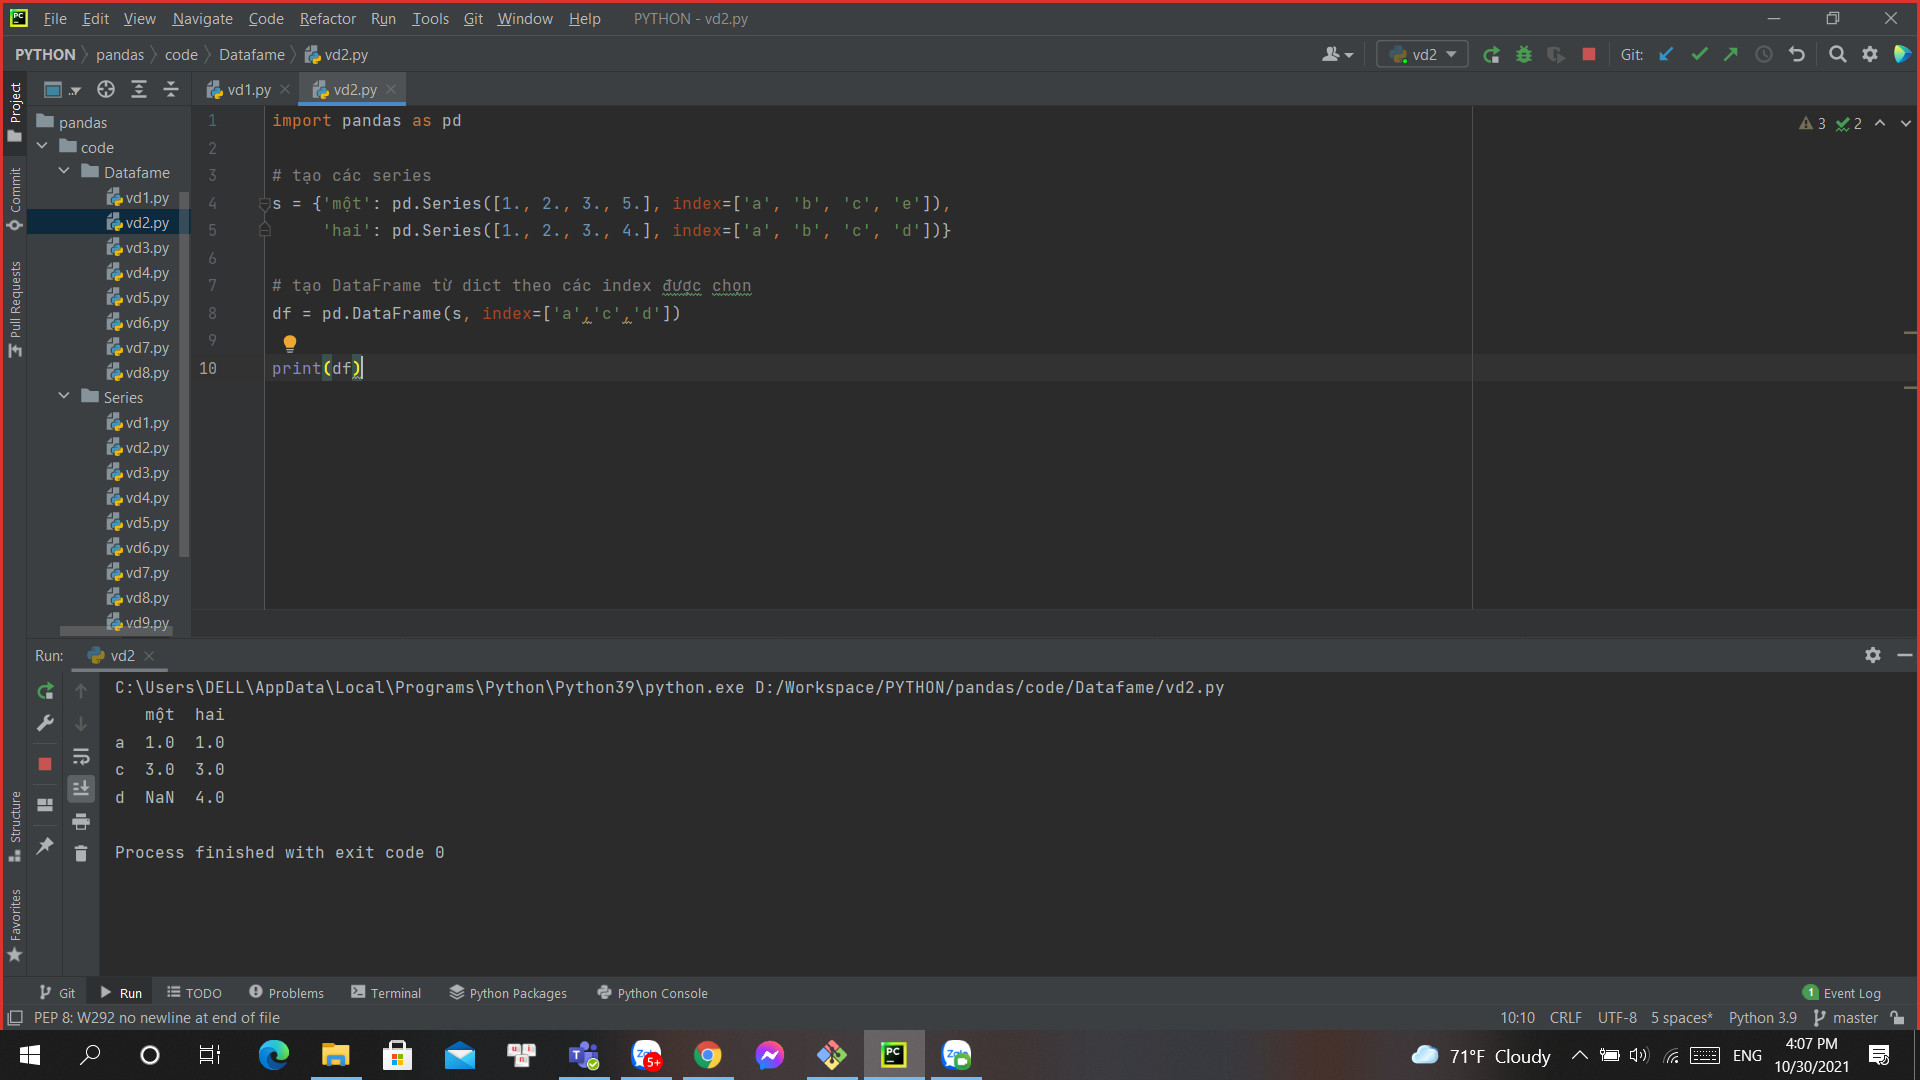 File Edit View Navigate Code Refactor Run Tools Git Window Help PYTHON - vd2.py
PYTHON pandas code Datafame vd2.py vd2 Git:
vd1.py vd2.py
Project
Commit
Pull Requests
Structure
Favorites
pandas
code
Datafame
vd1.py
vd2.py
vd3.py
vd4.py
vd5.py
vd6.py
vd7.py
vd8.py
Series
vd1.py
vd2.py
vd3.py
vd4.py
vd5.py
vd6.py
vd7.py
vd8.py
vd9.py
1 import pandas as pd
2
3 # tạo các series
4 s = {'một': pd.Series([1., 2., 3., 5.], index=['a', 'b', 'c', 'e']),
5 'hai': pd.Series([1., 2., 3., 4.], index=['a', 'b', 'c', 'd'])}
6
7 # tạo DataFrame từ dict theo các index được chọn
8 df = pd.DataFrame(s, index=['a','c','d'])
9
10 print(df)
3 2
Run: vd2
C:\Users\DELL\AppData\Local\Programs\Python\Python39\python.exe D:/Workspace/PYTHON/pandas/code/Datafame/vd2.py
một hai
a 1.0 1.0
c 3.0 3.0
d NaN 4.0
Process finished with exit code 0
Git Run TODO Problems Terminal Python Packages Python Console 1 Event Log
PEP 8: W292 no newline at end of file 10:10 CRLF UTF-8 5 spaces* Python 3.9 master
Zalo 5+ PC Zalo 71°F Cloudy ENG 4:07 PM
10/30/2021